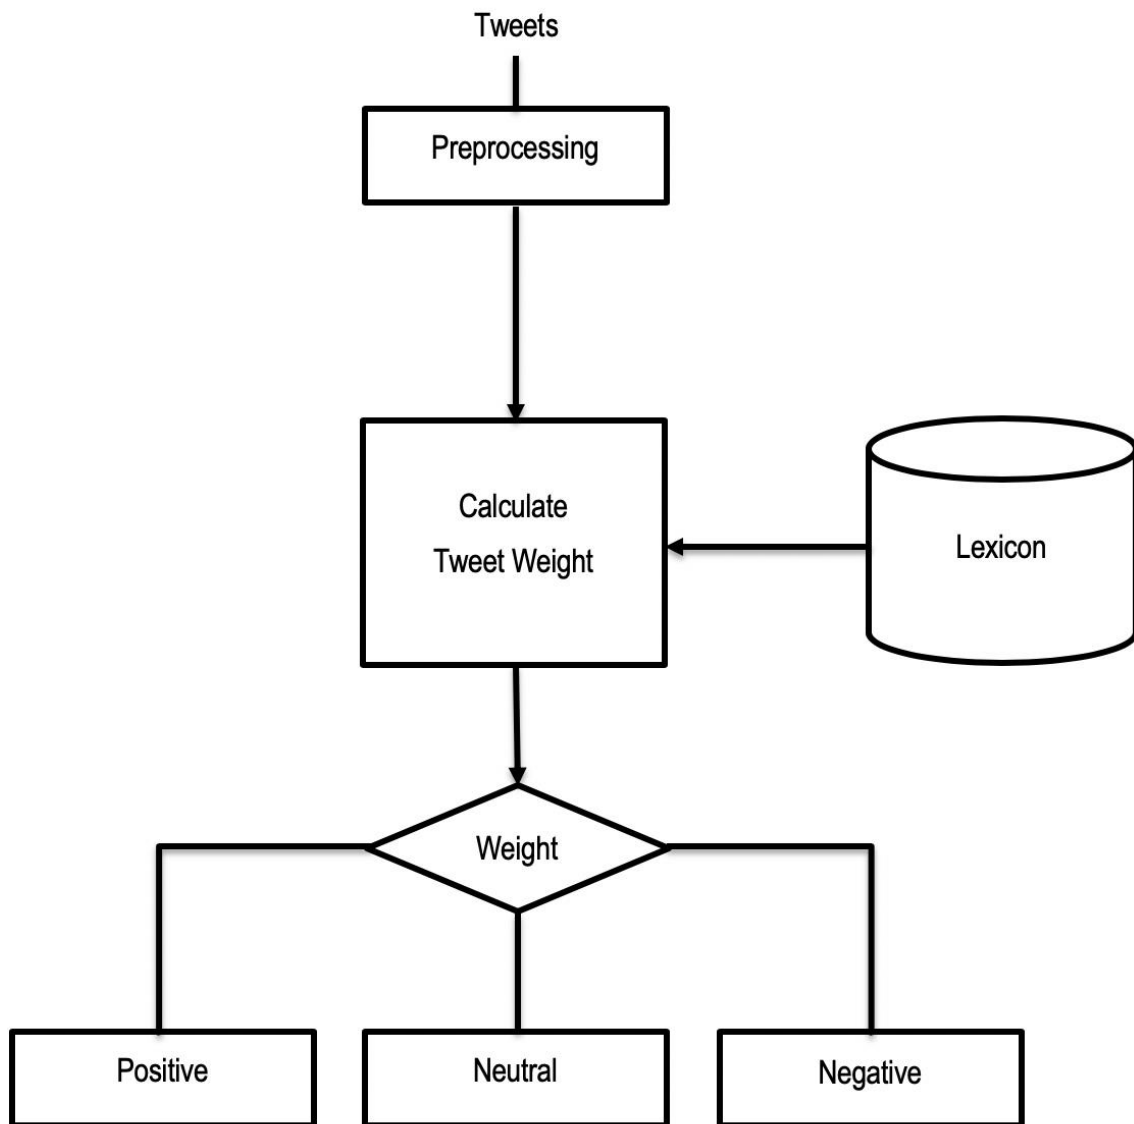 Tweets
Preprocessing
Calculate
Tweet Weight
Lexicon
Weight
Positive
Neutral
Negative